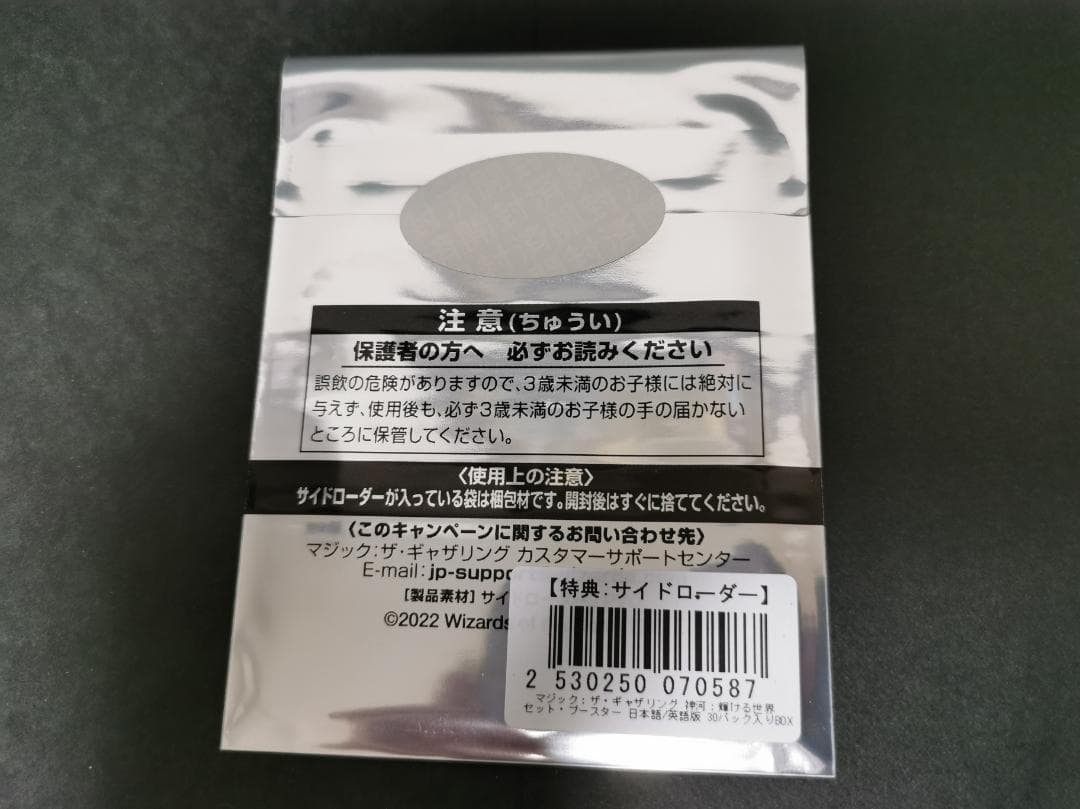 注意(ちゅうい)
保護者の方へ 必ずお読みください
誤飲の危険がありますので、3歳未満のお子様には絶対に
与えず、使用後も、必ず3歳未満のお子様の手の届かない
ところに保管してください。
〈使用上の注意〉
サイドローダーが入っている袋は梱包材です。開封後はすぐに捨ててください。
〈このキャンペーンに関するお問い合わせ先〉
マジック:ザ・ギャザリング カスタマーサポートセンター
E-mail:jp-suppo
[製品素材] サイド
©2022 Wizards
【特典:サイドローダー】
2 530250 070587
マジック:ザ・ギャザリング 神河:輝ける世界
セット・ブースター 日本語/英語版 30パック入りBOX